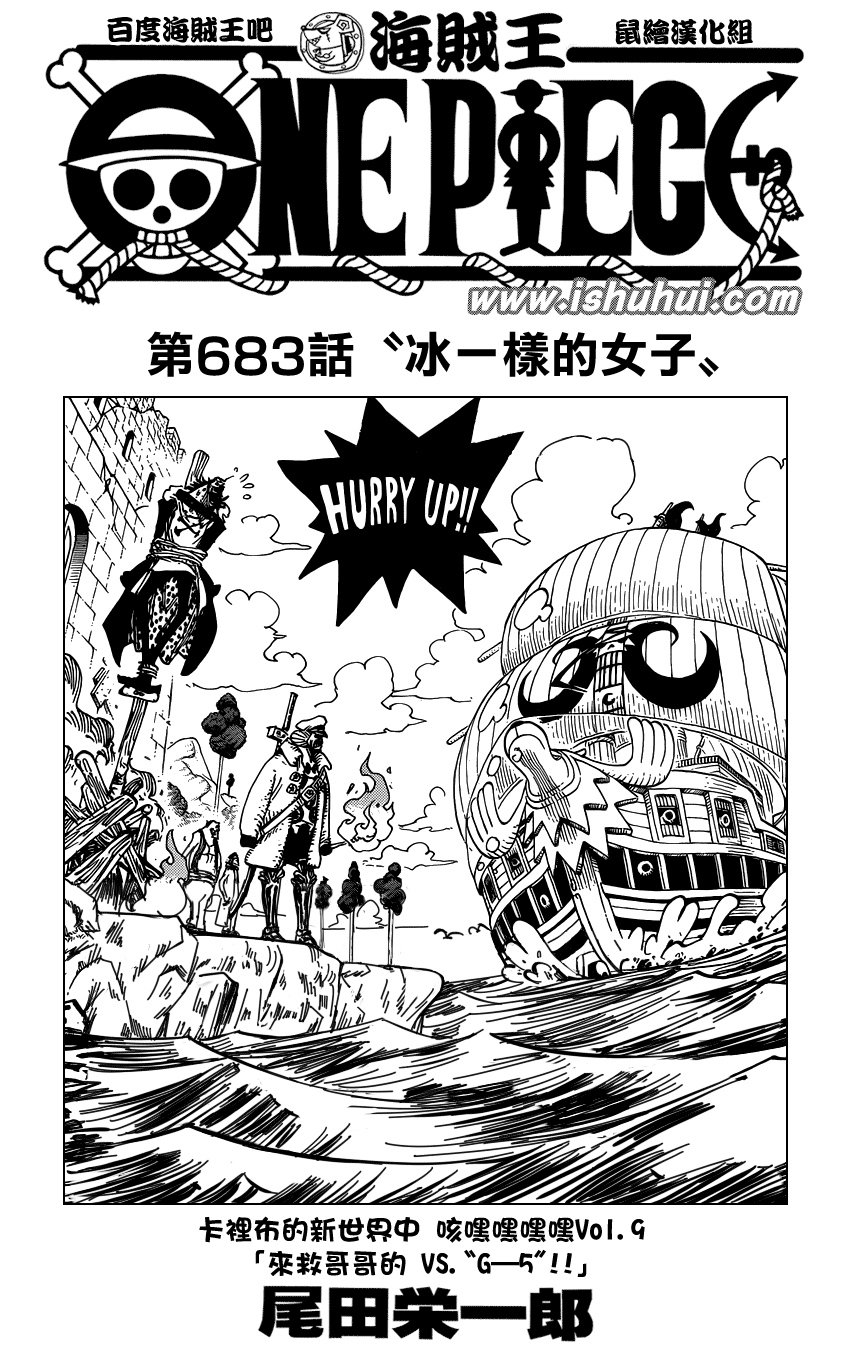 百度海賊王吧
海賊王
鼠繪漢化組
ONE PIECE
www.ishuhui.com
第683話〝冰一樣的女子〟
HURRY UP!!
卡裡布的新世界中 咳嘿嘿嘿嘿Vol.9
「來救哥哥的 VS.〝G—5〞!!」
尾田栄一郎